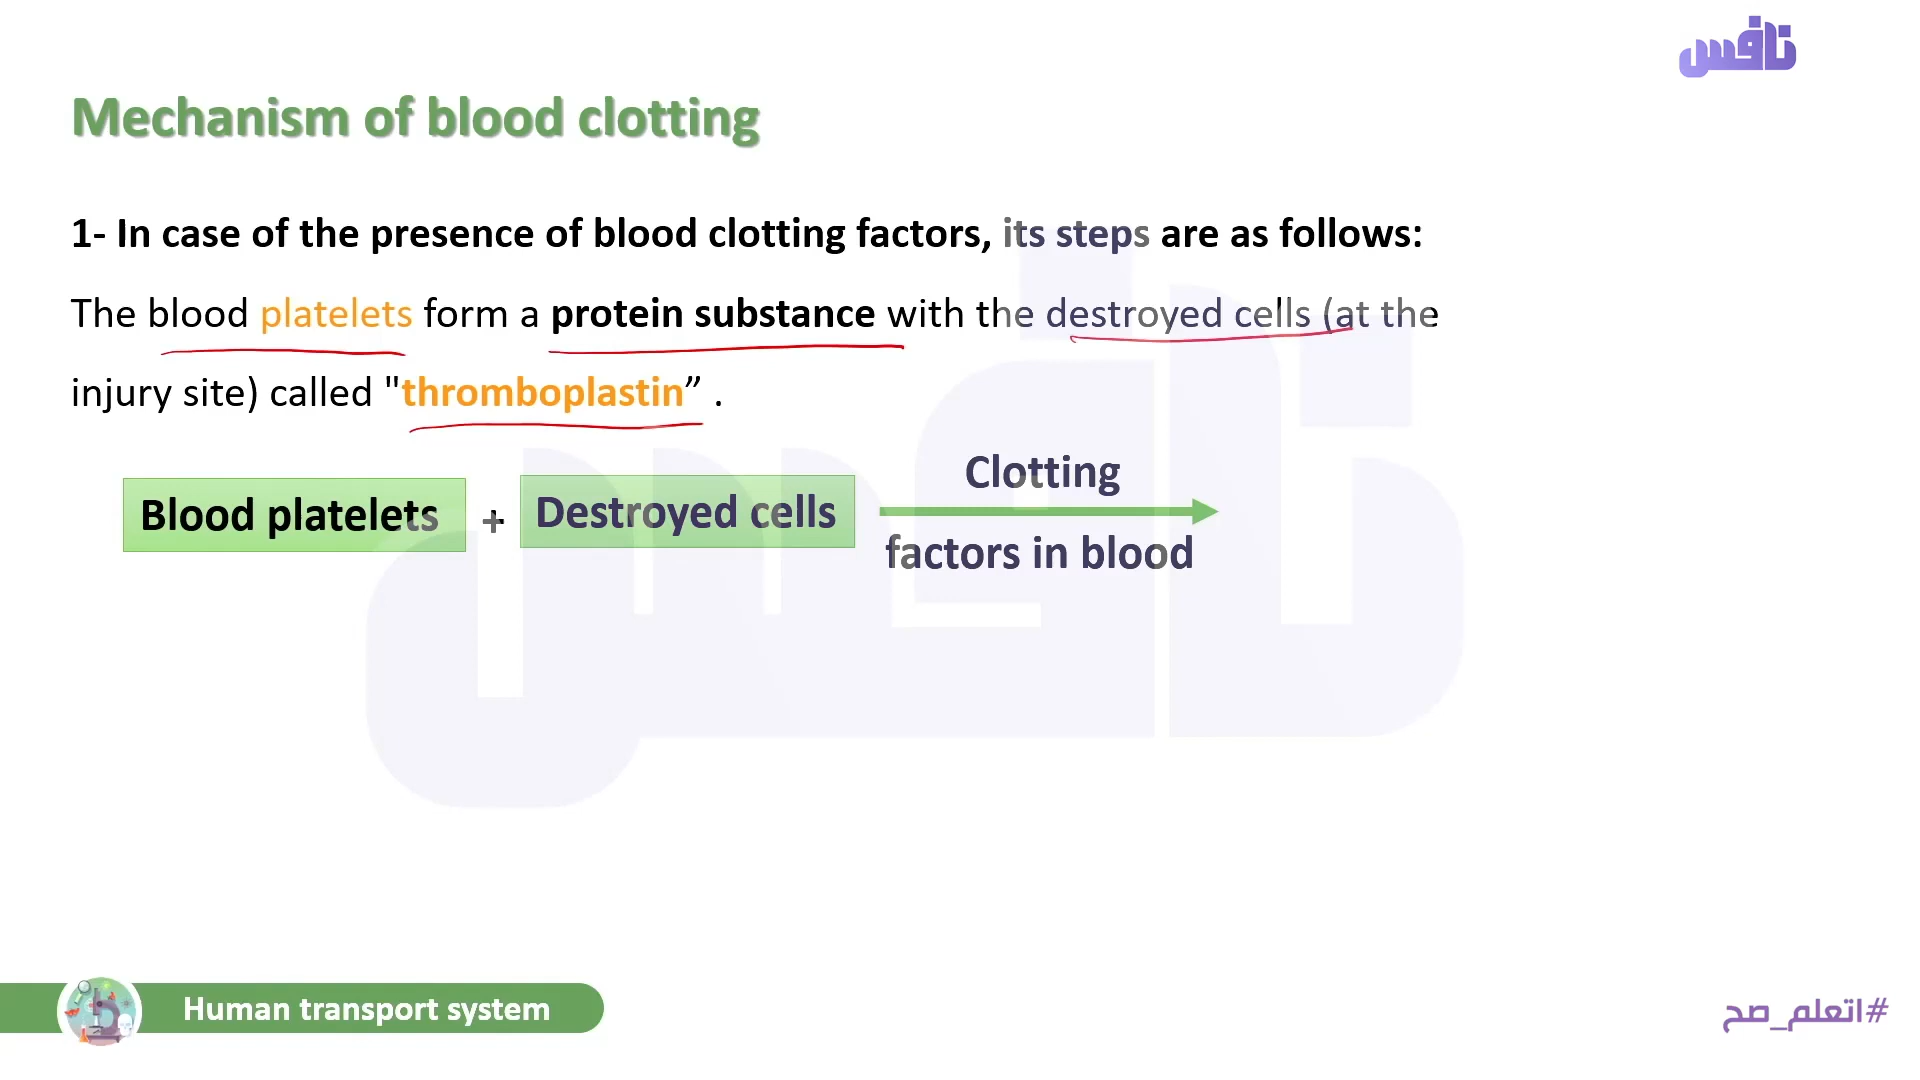 نافس
Mechanism of blood clotting
1- In case of the presence of blood clotting factors, its steps are as follows:
The blood platelets form a protein substance with the destroyed cells (at the
injury site) called "thromboplastin” .
Blood platelets + Destroyed cells
Clotting
factors in blood
Human transport system
#اتعلم_صح